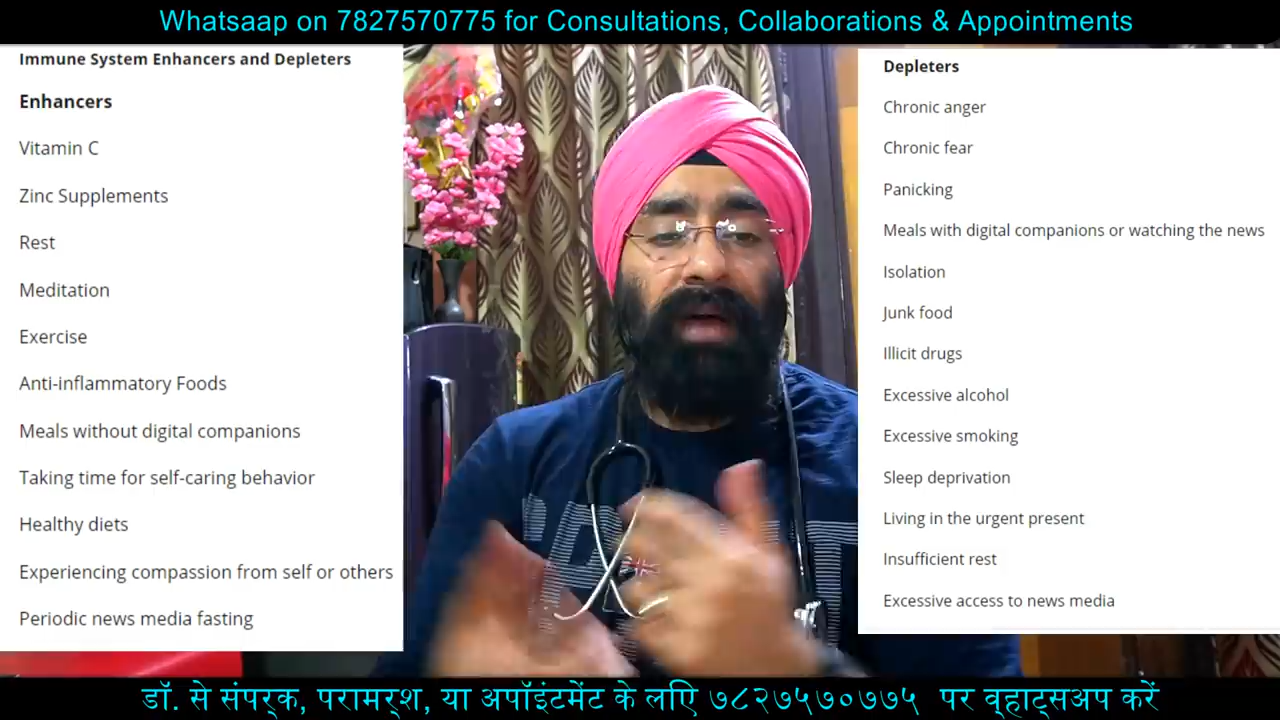 Whatsaap on 7827570775 for Consultations, Collaborations & Appointments
Immune System Enhancers and Depleters
Enhancers
Vitamin C
Zinc Supplements
Rest
Meditation
Exercise
Anti-inflammatory Foods
Meals without digital companions
Taking time for self-caring behavior
Healthy diets
Experiencing compassion from self or others
Periodic news media fasting
Depleters
Chronic anger
Chronic fear
Panicking
Meals with digital companions or watching the news
Isolation
Junk food
Illicit drugs
Excessive alcohol
Excessive smoking
Sleep deprivation
Living in the urgent present
Insufficient rest
Excessive access to news media
डॉ. से संपर्क, परामर्श, या अपॉइंटमेंट के लिए ७८२७५७०७७५ पर व्हाट्सअप करें